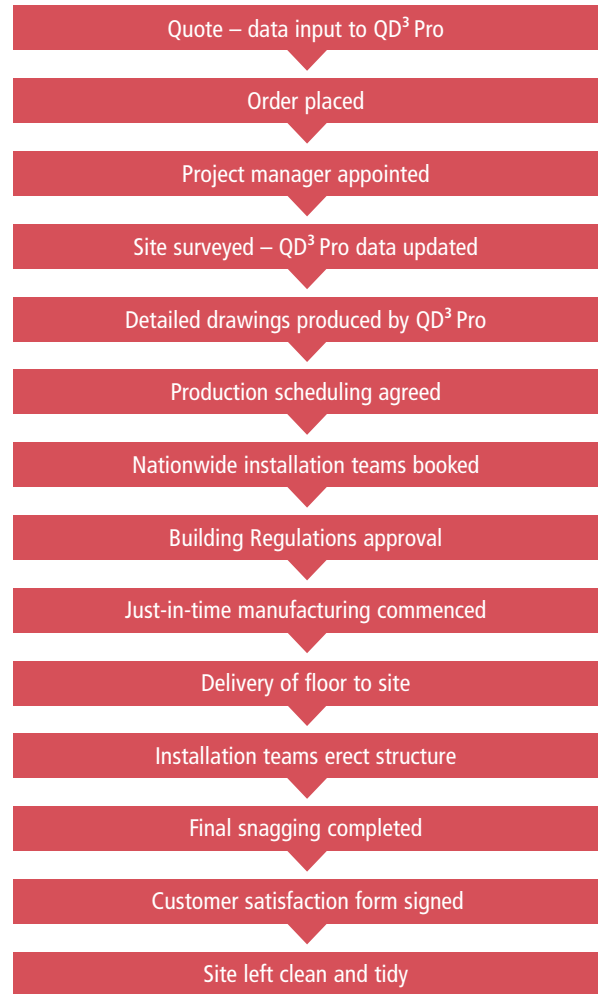 Quote – data input to QD³ Pro
Order placed
Project manager appointed
Site surveyed – QD³ Pro data updated
Detailed drawings produced by QD³ Pro
Production scheduling agreed
Nationwide installation teams booked
Building Regulations approval
Just-in-time manufacturing commenced
Delivery of floor to site
Installation teams erect structure
Final snagging completed
Customer satisfaction form signed
Site left clean and tidy